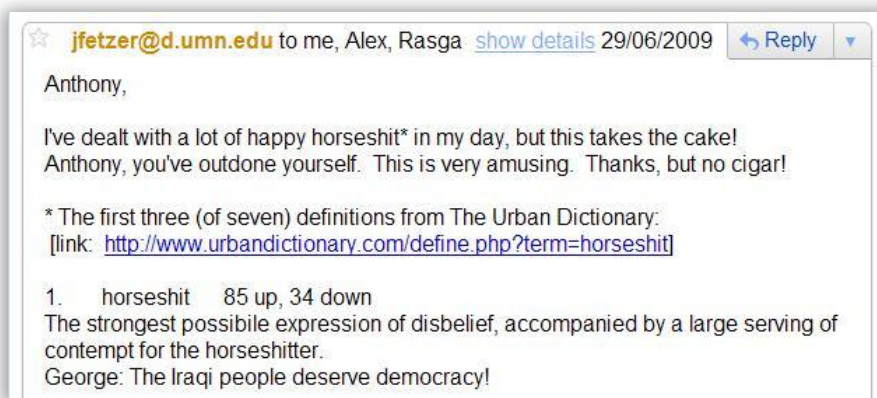 jfetzer@d.umn.edu to me, Alex, Rasga show details 29/06/2009 Reply
Anthony,
I've dealt with a lot of happy horseshit* in my day, but this takes the cake!
Anthony, you've outdone yourself. This is very amusing. Thanks, but no cigar!
* The first three (of seven) definitions from The Urban Dictionary:
[link: http://www.urbandictionary.com/define.php?term=horseshit]
1. horseshit 85 up, 34 down
The strongest possibile expression of disbelief, accompanied by a large serving of
contempt for the horseshitter.
George: The Iraqi people deserve democracy!